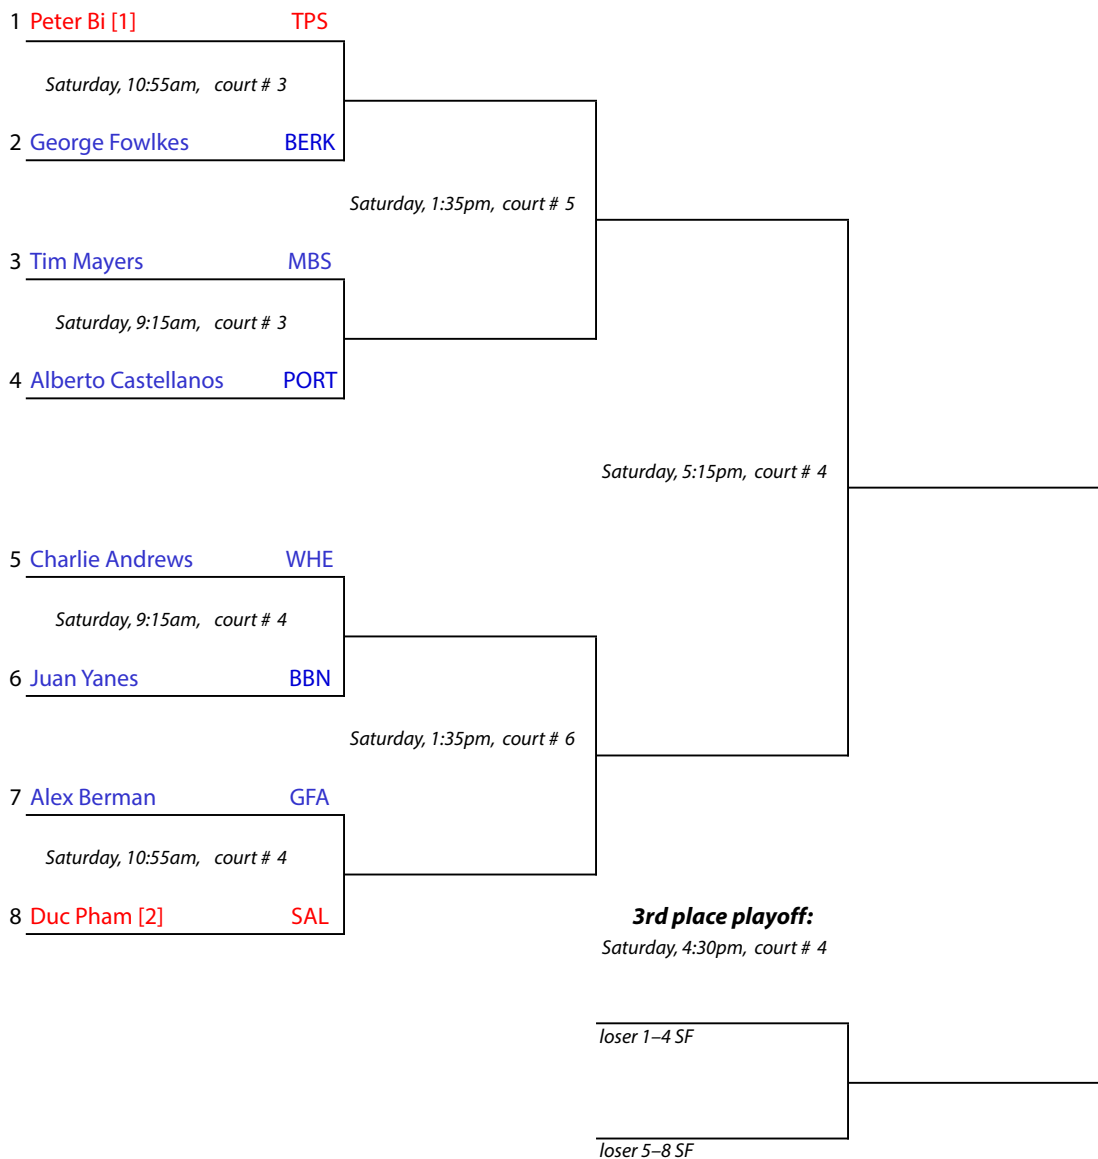 1 Peter Bi [1] TPS
Saturday, 10:55am, court # 3
2 George Fowlkes BERK
Saturday, 1:35pm, court # 5
3 Tim Mayers MBS
Saturday, 9:15am, court # 3
4 Alberto Castellanos PORT
Saturday, 5:15pm, court # 4
5 Charlie Andrews WHE
Saturday, 9:15am, court # 4
6 Juan Yanes BBN
Saturday, 1:35pm, court # 6
7 Alex Berman GFA
Saturday, 10:55am, court # 4
8 Duc Pham [2] SAL
3rd place playoff:
Saturday, 4:30pm, court # 4
loser 1–4 SF
loser 5–8 SF